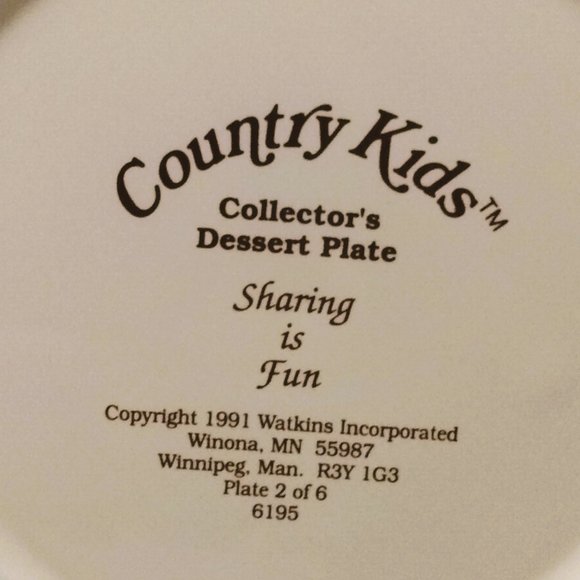 Country Kids™
Collector's
Dessert Plate
Sharing
is
Fun
Copyright 1991 Watkins Incorporated
Winona, MN 55987
Winnipeg, Man. R3Y 1G3
Plate 2 of 6
6195